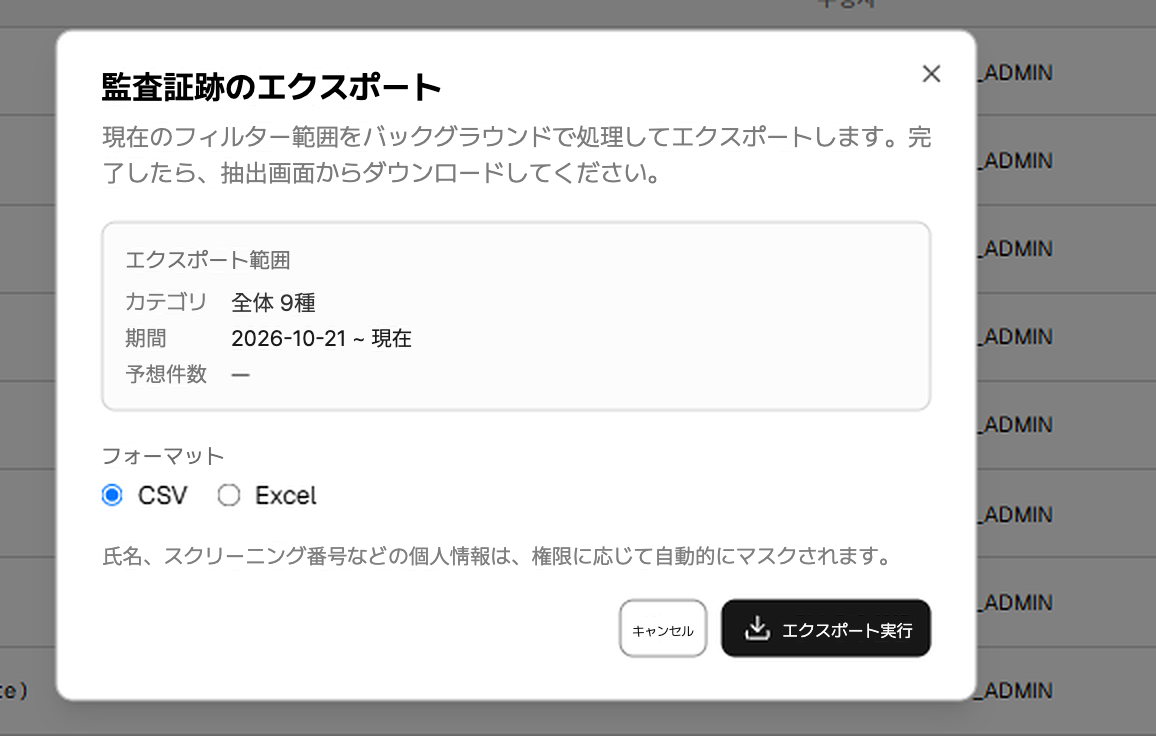 監査証跡のエクスポート
現在のフィルター範囲をバックグラウンドで処理してエクスポートします。完
了したら、抽出画面からダウンロードしてください。
エクスポート範囲
カテゴリ 全体 9種
期間 2026-10-21 ~ 現在
予想件数 —
フォーマット
CSV Excel
氏名、スクリーニング番号などの個人情報は、権限に応じて自動的にマスクされます。
キャンセル エクスポート実行
_ADMIN
_ADMIN
_ADMIN
_ADMIN
_ADMIN
_ADMIN
_ADMIN
te) _ADMIN